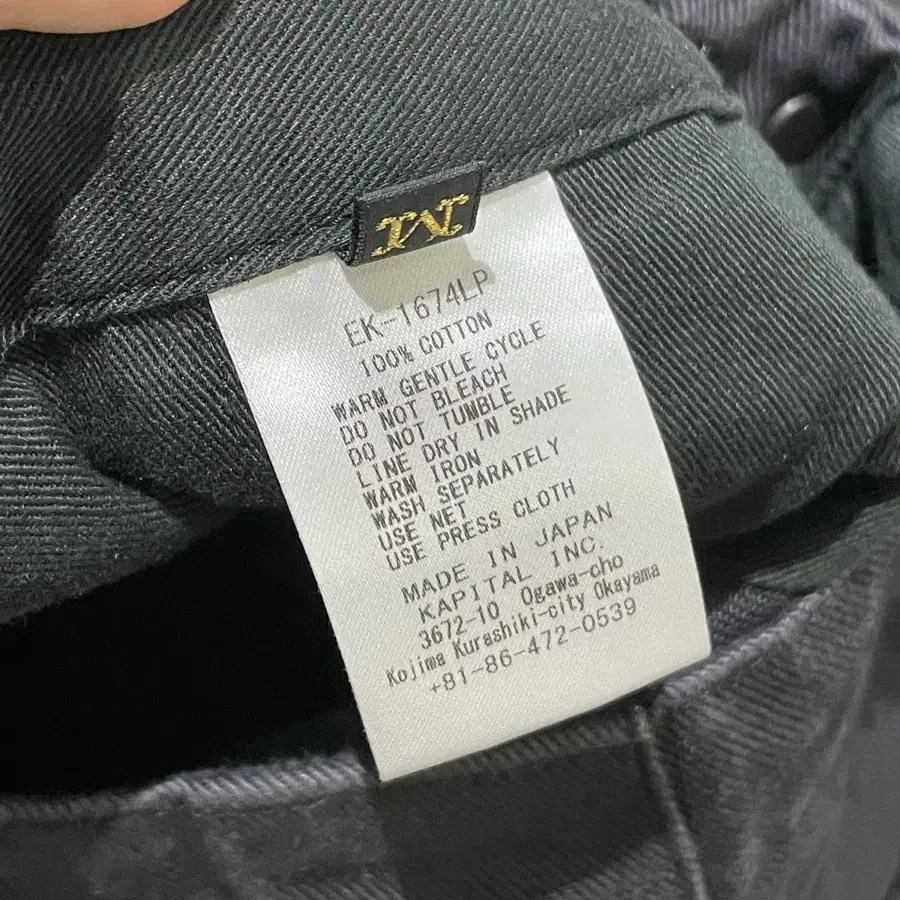 M
EK-1674LP
100% COTTON
WARM GENTLE CYCLE
DO NOT BLEACH
DO NOT TUMBLE
LINE DRY IN SHADE
WARM IRON
WASH SEPARATELY
USE NET
USE PRESS CLOTH
MADE IN JAPAN
KAPITAL INC.
3672-10 Ogawa-cho
Kojima Kurashiki-city Okayama
+81-86-472-0539